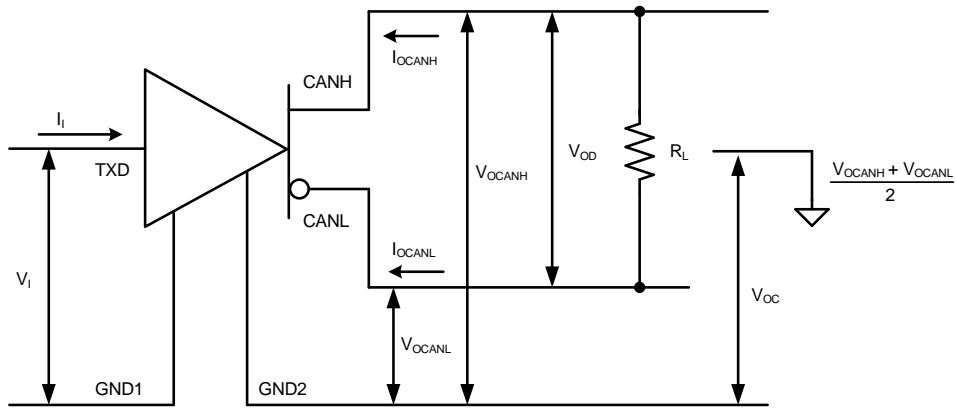 I_OCANH
CANH
I_I
TXD
V_OCANH
V_OD
R_L
V_OCANH + V_OCANL
2
CANL
I_OCANL
V_I
V_OC
V_OCANL
GND1
GND2